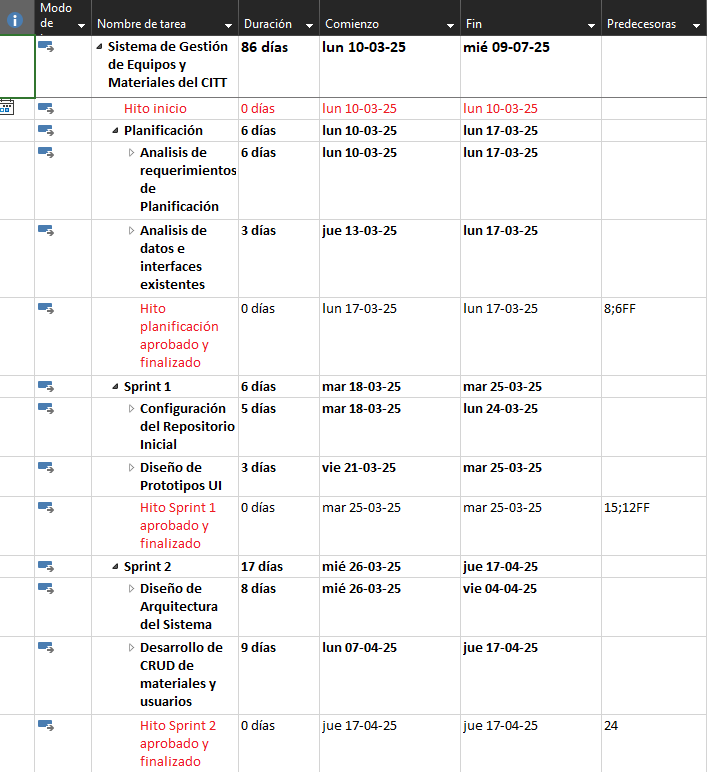 Modo de
Nombre de tarea Duración Comienzo Fin Predecesoras
Sistema de Gestión 86 días lun 10-03-25 mié 09-07-25
de Equipos y
Materiales del CITT
Hito inicio 0 días lun 10-03-25 lun 10-03-25
Planificación 6 días lun 10-03-25 lun 17-03-25
Analisis de 6 días lun 10-03-25 lun 17-03-25
requerimientos
de
Planificación
Analisis de 3 días jue 13-03-25 lun 17-03-25
datos e
interfaces
existentes
Hito 0 días lun 17-03-25 lun 17-03-25 8;6FF
planificación
aprobado y
finalizado
Sprint 1 6 días mar 18-03-25 mar 25-03-25
Configuración 5 días mar 18-03-25 lun 24-03-25
del Repositorio
Inicial
Diseño de 3 días vie 21-03-25 mar 25-03-25
Prototipos UI
Hito Sprint 1 0 días mar 25-03-25 mar 25-03-25 15;12FF
aprobado y
finalizado
Sprint 2 17 días mié 26-03-25 jue 17-04-25
Diseño de 8 días mié 26-03-25 vie 04-04-25
Arquitectura
del Sistema
Desarrollo de 9 días lun 07-04-25 jue 17-04-25
CRUD de
materiales y
usuarios
Hito Sprint 2 0 días jue 17-04-25 jue 17-04-25 24
aprobado y
finalizado